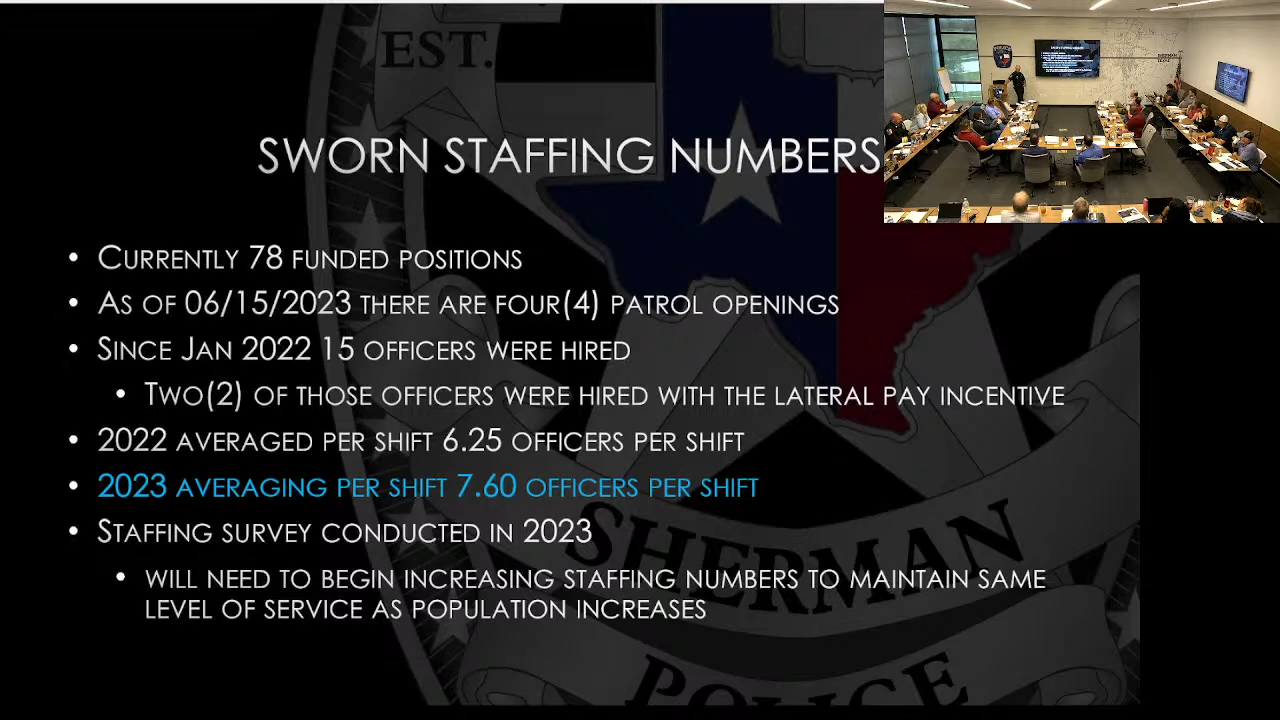 EST.
SWORN STAFFING NUMBERS
• CURRENTLY 78 FUNDED POSITIONS
• AS OF 06/15/2023 THERE ARE FOUR(4) PATROL OPENINGS
• SINCE JAN 2022 15 OFFICERS WERE HIRED
• TWO(2) OF THOSE OFFICERS WERE HIRED WITH THE LATERAL PAY INCENTIVE
• 2022 AVERAGED PER SHIFT 6.25 OFFICERS PER SHIFT
• 2023 AVERAGING PER SHIFT 7.60 OFFICERS PER SHIFT
• STAFFING SURVEY CONDUCTED IN 2023
• WILL NEED TO BEGIN INCREASING STAFFING NUMBERS TO MAINTAIN SAME
LEVEL OF SERVICE AS POPULATION INCREASES
SHERMAN
POLICE